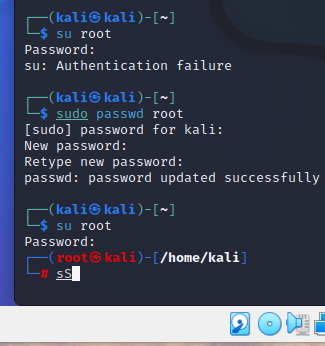 ┌──(kali㉿kali)-[~]
└─$ su root
Password:
su: Authentication failure
┌──(kali㉿kali)-[~]
└─$ sudo passwd root
[sudo] password for kali:
New password:
Retype new password:
passwd: password updated successfully
┌──(kali㉿kali)-[~]
└─$ su root
Password:
┌──(root㉿kali)-[/home/kali]
└─# sS